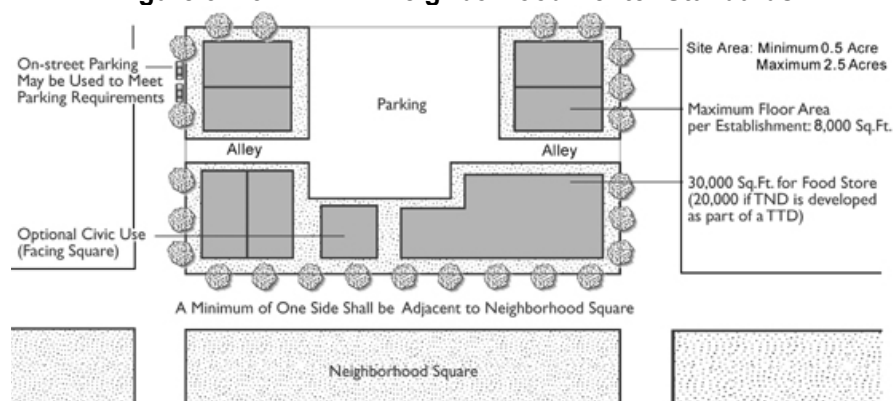 On-street Parking
May be Used to Meet
Parking Requirements
Parking
Site Area: Minimum 0.5 Acre
Maximum 2.5 Acres
Maximum Floor Area
per Establishment: 8,000 Sq.Ft.
Alley
Alley
30,000 Sq.Ft. for Food Store
(20,000 if TND is developed
as part of a TTD)
Optional Civic Use
(Facing Square)
A Minimum of One Side Shall be Adjacent to Neighborhood Square
Neighborhood Square